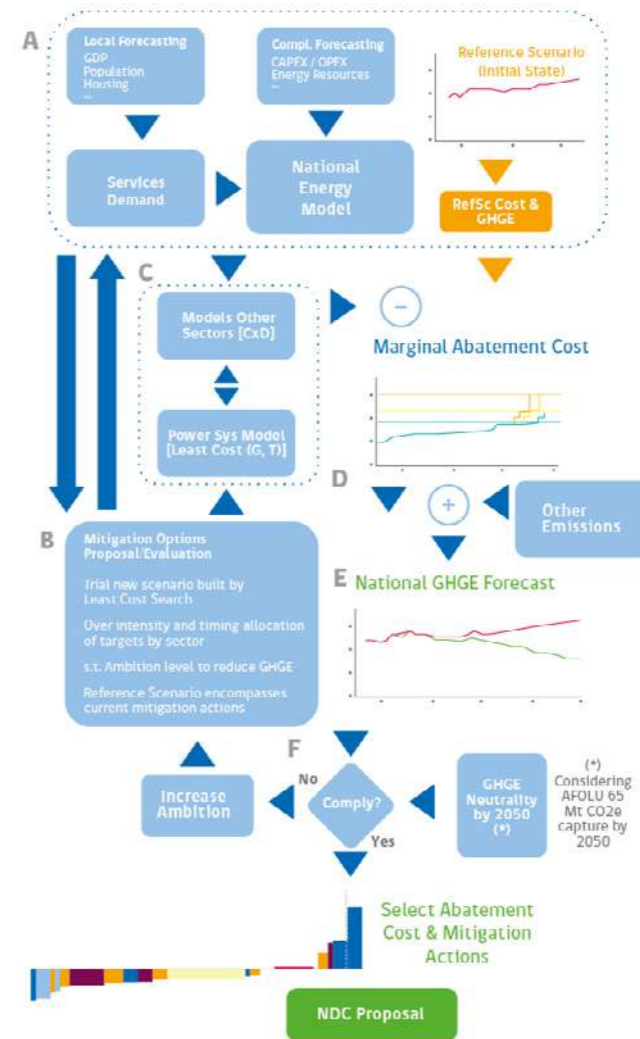 A
Local Forecasting
GDP
Population
Housing
...
Compl. Forecasting
CAPEX / OPEX
Energy Resources
...
Reference Scenario
(Initial State)
Services
Demand
National
Energy
Model
RefSc Cost &
GHGE
C
Models Other
Sectors [CxD]
−
Marginal Abatement Cost
Power Sys Model
[Least Cost (G, T)]
D
+
Other
Emissions
B
Mitigation Options
Proposal/Evaluation
Trial new scenario built by
Least Cost Search
Over intensity and timing allocation
of targets by sector
s.t. Ambition level to reduce GHGE
Reference Scenario encompasses
current mitigation actions
E
National GHGE Forecast
F
No
Increase
Ambition
Comply?
Yes
GHGE
Neutrality
by 2050
(*)
(*)
Considering
AFOLU 65
Mt CO2e
capture by
2050
Select Abatement
Cost & Mitigation
Actions
NDC Proposal